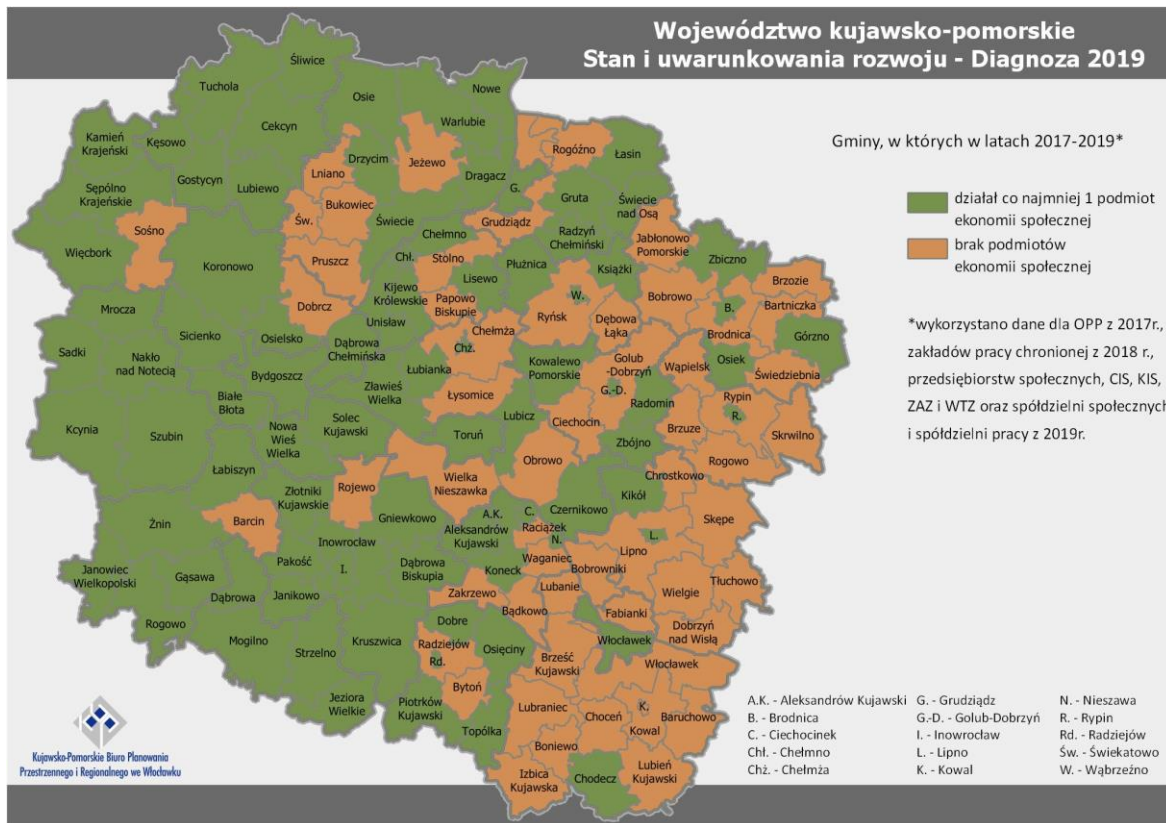 Województwo kujawsko-pomorskie
Stan i uwarunkowania rozwoju - Diagnoza 2019
Gminy, w których w latach 2017-2019*
działał co najmniej 1 podmiot
ekonomii społecznej
brak podmiotów
ekonomii społecznej
*wykorzystano dane dla OPP z 2017r.,
zakładów pracy chronionej z 2018 r.,
przedsiębiorstw społecznych, CIS, KIS,
ZAZ i WTZ oraz spółdzielni społecznych
i spółdzielni pracy z 2019r.
Śliwice
Tuchola
Osie
Nowe
Cekcyn
Warlubie
Kamień
Krajeński
Kęsowo
Rogóźno
Łasin
Drzycim
Jeżewo
Lniano
Gostycyn
Lubiewo
Dragacz
G.
Sępólno
Krajeńskie
Bukowiec
Gruta
Świecie
nad Osą
Św.
Świecie
Grudziądz
Sośno
Chełmno
Radzyń
Chełmiński
Jabłonowo
Pomorskie
Więcbork
Koronowo
Pruszcz
Chł.
Stolno
Płużnica
Książki
Zbiczno
Lisewo
Kijewo
Królewskie
W.
Bobrowo
Brzozie
Mrocza
Dobrcz
Papowo
Biskupie
Ryńsk
Dębowa
Łąka
B.
Bartniczka
Unisław
Chełmża
Brodnica
Górzno
Sicienko
Osielsko
Dąbrowa
Chełmińska
Chż.
Sadki
Nakło
nad Notecią
Kowalewo
Pomorskie
Golub
-Dobrzyń
Wąpielsk
Osiek
Łubianka
Świedziebnia
Bydgoszcz
Zławieś
Wielka
G.-D.
Białe
Błota
Łysomice
Radomin
Rypin
Lubicz
R.
Solec
Kujawski
Ciechocin
Brzuze
Kcynia
Szubin
Nowa
Wieś
Wielka
Toruń
Zbójno
Skrwilno
Obrowo
Rogowo
Łabiszyn
Wielka
Nieszawka
Chrostkowo
Rojewo
Kikół
Złotniki
Kujawskie
Czernikowo
Skępe
A.K.
C.
Barcin
Gniewkowo
Żnin
Aleksandrów
Kujawski
Raciążek
N.
L.
Inowrocław
Lipno
Pakość
Dąbrowa
Biskupia
Waganiec
Koneck
Bobrowniki
Janowiec
Wielkopolski
Gąsawa
I.
Tłuchowo
Lubanie
Dąbrowa
Janikowo
Zakrzewo
Wielgie
Bądkowo
Fabianki
Rogowo
Dobre
Dobrzyń
nad Wisłą
Mogilno
Kruszwica
Radziejów
Osięciny
Włocławek
Strzelno
Rd.
Brześć
Kujawski
Włocławek
Bytoń
Jeziora
Wielkie
Piotrków
Kujawski
Lubraniec
K.
Choceń
Baruchowo
Topólka
Kowal
Boniewo
Izbica
Kujawska
Chodecz
Lubień
Kujawski
A.K. - Aleksandrów Kujawski
B. - Brodnica
C. - Ciechocinek
Chł. - Chełmno
Chż. - Chełmża
G. - Grudziądz
G.-D. - Golub-Dobrzyń
I. - Inowrocław
L. - Lipno
K. - Kowal
N. - Nieszawa
R. - Rypin
Rd. - Radziejów
Św. - Świekatowo
W. - Wąbrzeźno
Kujawsko-Pomorskie Biuro Planowania
Przestrzennego i Regionalnego we Włocławku